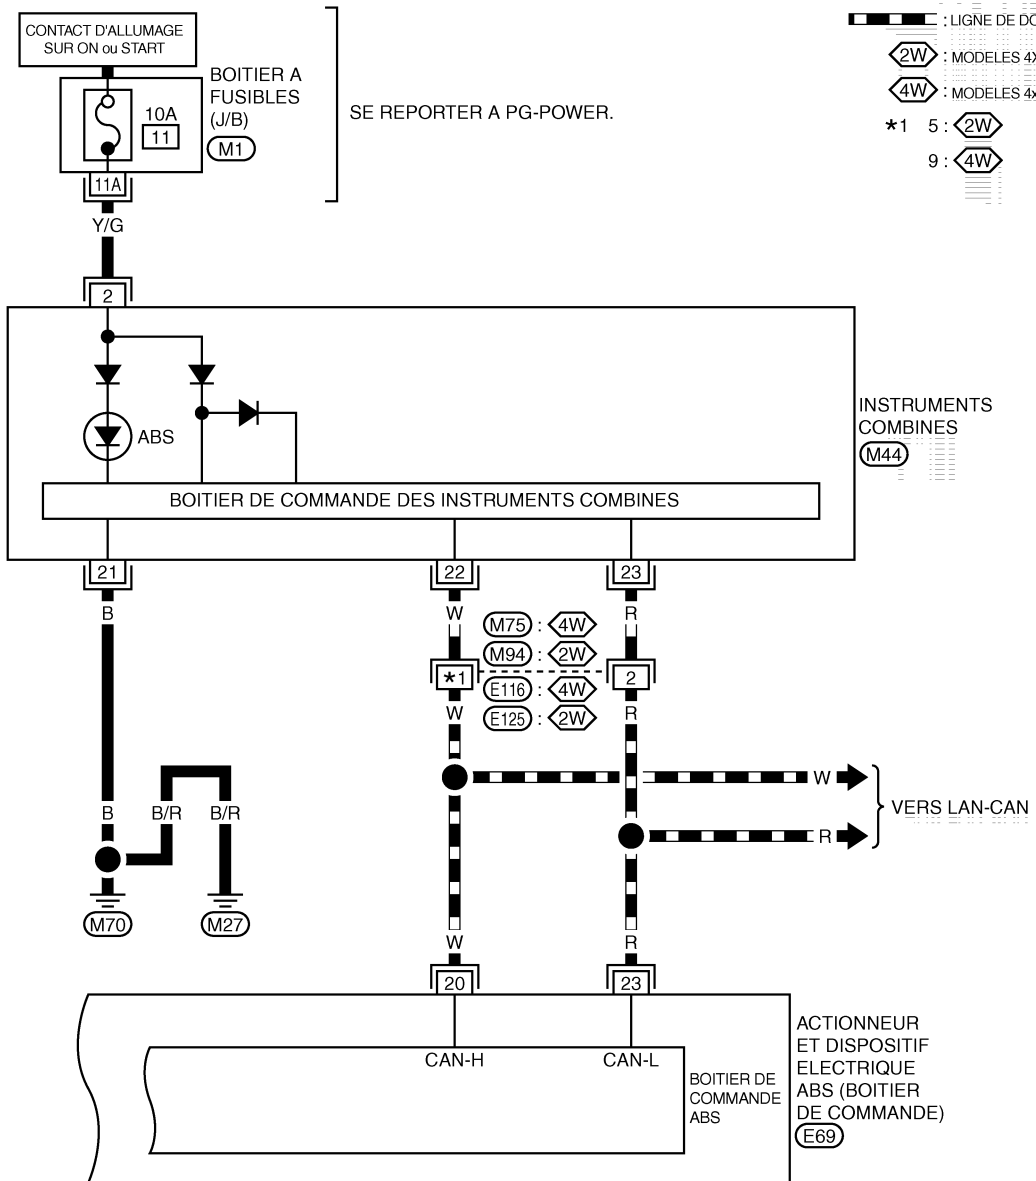 CONTACT D'ALLUMAGE
SUR ON ou START
BOITIER A
FUSIBLES
(J/B)
M1
10A
11
11A
Y/G
2
SE REPORTER A PG-POWER.
: LIGNE DE
2W : MODELES
4W : MODELES
*1 5 : 2W
9 : 4W
ABS
BOITIER DE COMMANDE DES INSTRUMENTS COMBINES
INSTRUMENTS
COMBINES
M44
21
22
23
B
W
R
M75 : 4W
M94 : 2W
*1
2
E116 : 4W
E125 : 2W
W
R
W
R
VERS LAN-CAN
B
B/R
B/R
M70
M27
W
R
20
23
CAN-H
CAN-L
BOITIER DE
COMMANDE
ABS
ACTIONNEUR
ET DISPOSITIF
ELECTRIQUE
ABS (BOITIER
DE COMMANDE)
E69